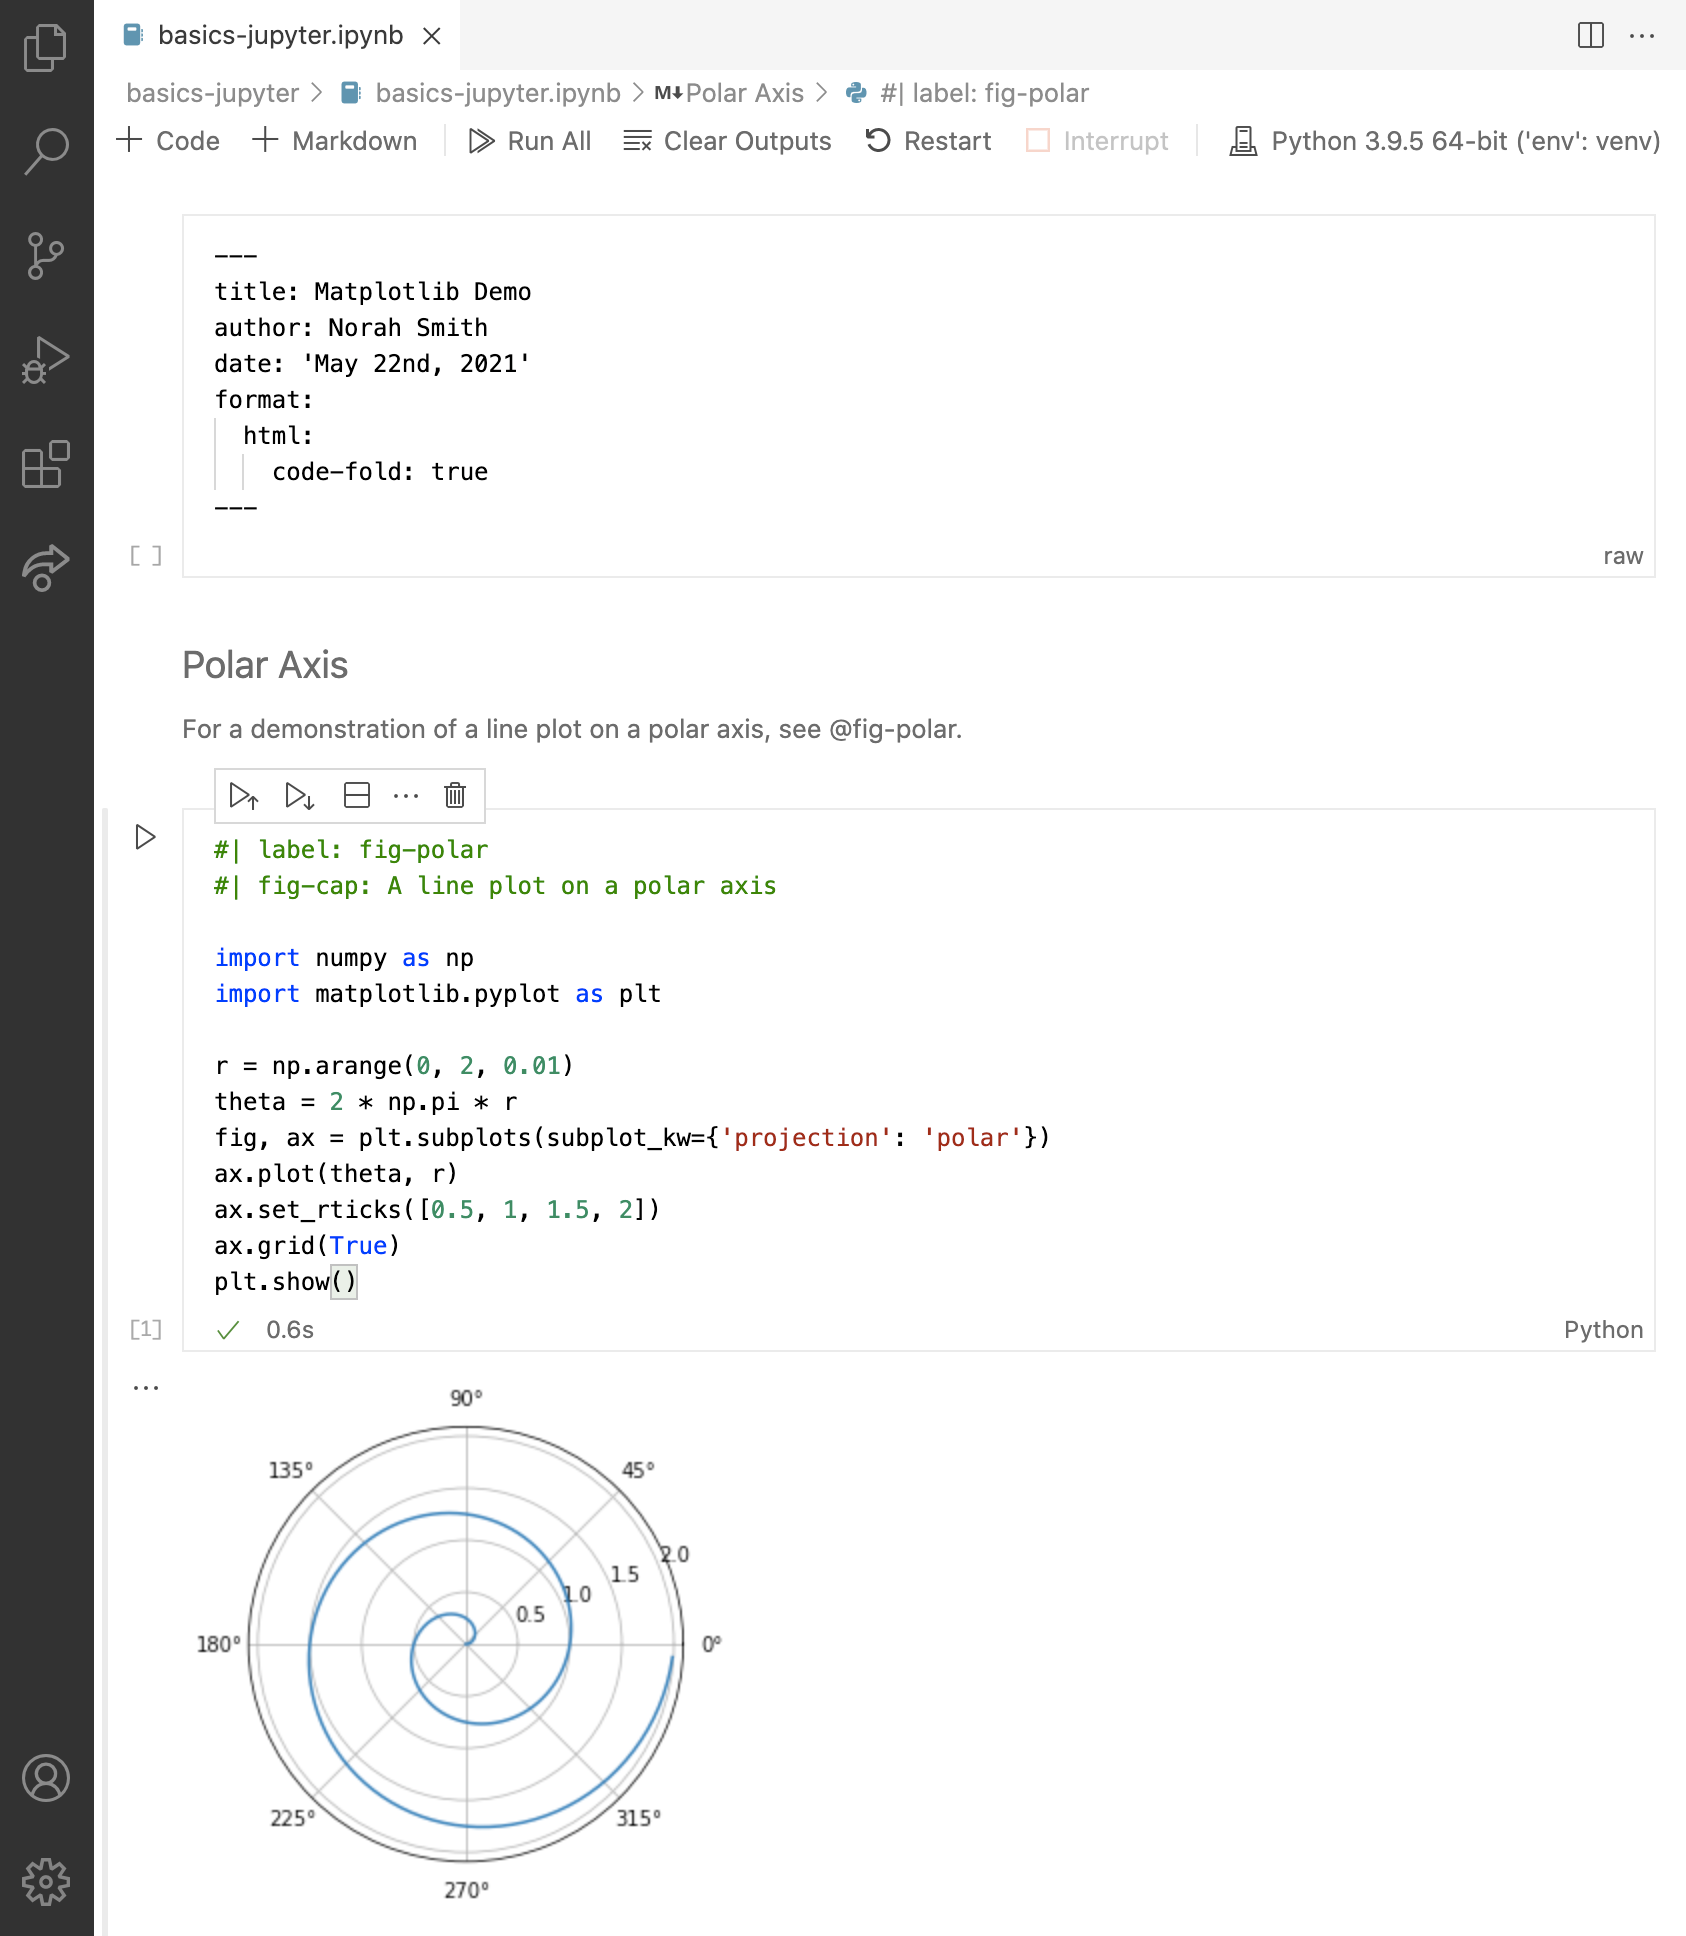 basics-jupyter.ipynb
basics-jupyter > basics-jupyter.ipynb > M↓Polar Axis > #| label: fig-polar
+ Code + Markdown Run All Clear Outputs Restart Interrupt Python 3.9.5 64-bit ('env': venv)
---
title: Matplotlib Demo
author: Norah Smith
date: 'May 22nd, 2021'
format:
  html:
    code-fold: true
---
[ ] raw
Polar Axis
For a demonstration of a line plot on a polar axis, see @fig-polar.
#| label: fig-polar
#| fig-cap: A line plot on a polar axis
import numpy as np
import matplotlib.pyplot as plt
r = np.arange(0, 2, 0.01)
theta = 2 * np.pi * r
fig, ax = plt.subplots(subplot_kw={'projection': 'polar'})
ax.plot(theta, r)
ax.set_rticks([0.5, 1, 1.5, 2])
ax.grid(True)
plt.show()
[1] 0.6s Python
90°
135° 45°
2.0
1.5
1.0
0.5
180° 0°
225° 315°
270°